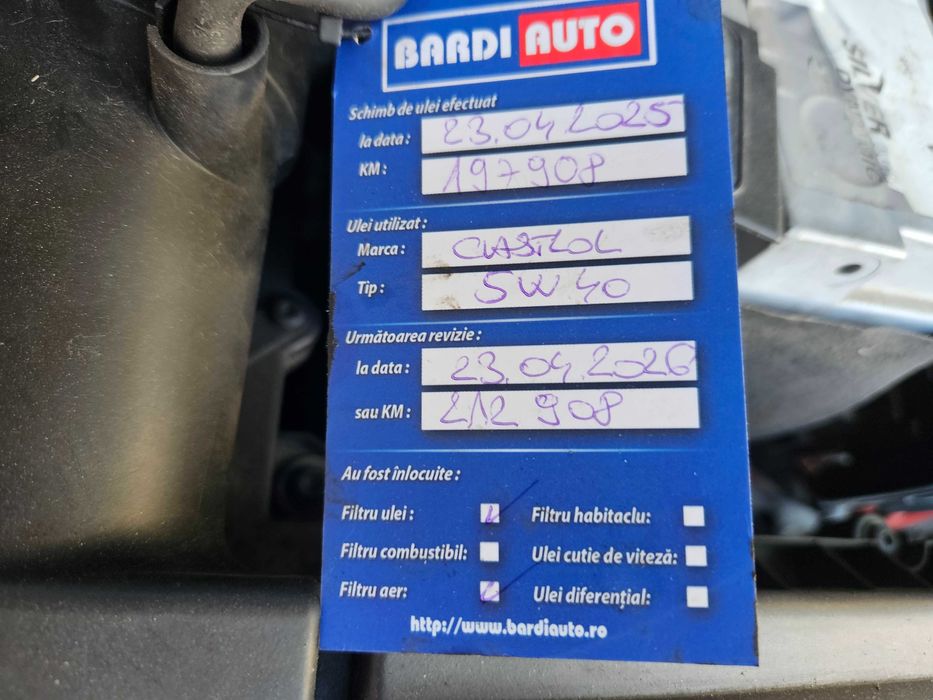 BARDI AUTO
Schimb de ulei efectuat
la data: 23.04.2025
KM: 197908
Ulei utilizat:
Marca: CASTROL
Tip: 5W40
Următoarea revizie:
la data: 23.04.2026
sau KM: 212 908
Au fost înlocuite:
Filtru ulei: Filtru habitaclu:
Filtru combustibil: Ulei cutie de viteză:
Filtru aer: Ulei diferențial:
http://www.bardiauto.ro